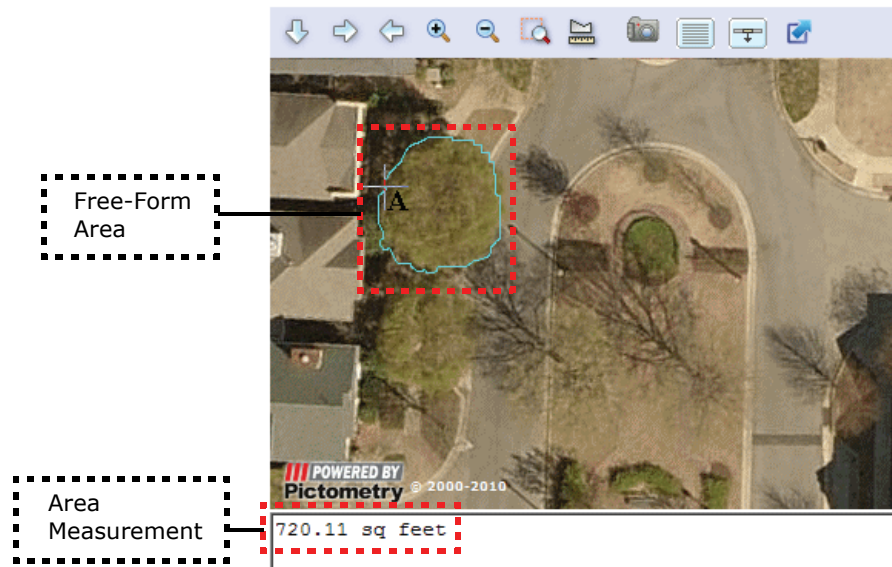 Free-Form
Area
A
POWERED BY
Pictometry © 2000-2010
Area
Measurement
720.11 sq feet